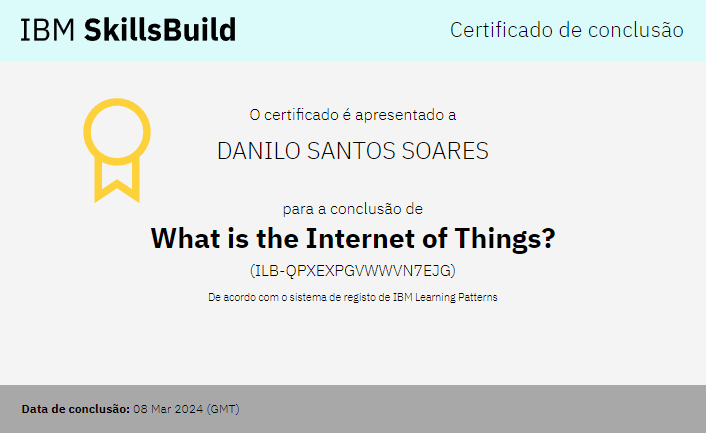 IBM SkillsBuild
Certificado de conclusão
O certificado é apresentado a
DANILO SANTOS SOARES
para a conclusão de
What is the Internet of Things?
(ILB-QPXEXPGVWWVN7EJG)
De acordo com o sistema de registo de IBM Learning Patterns
Data de conclusão: 08 Mar 2024 (GMT)